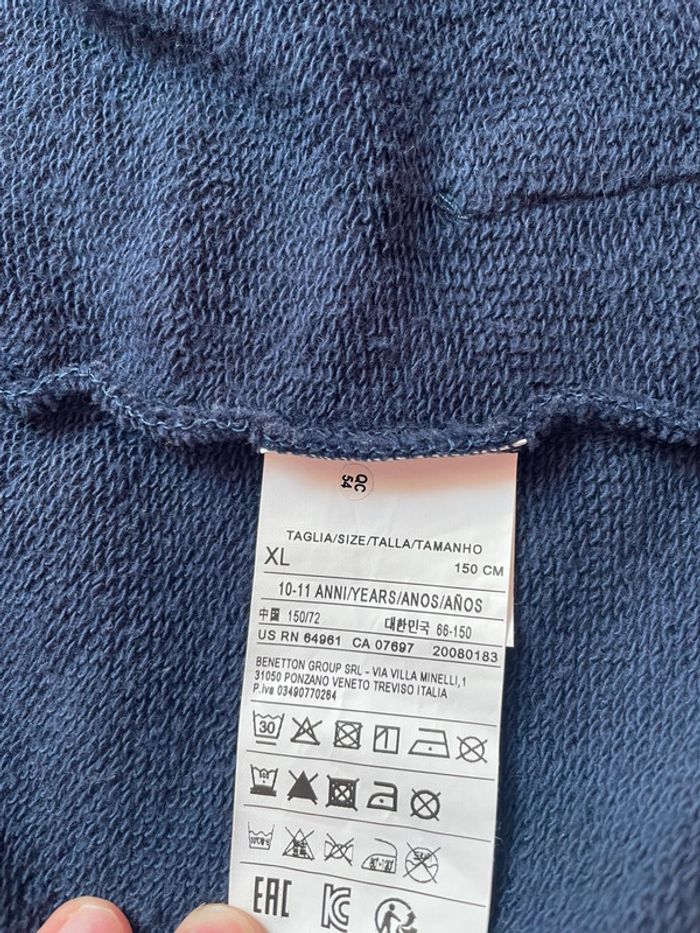 QC
54
TAGLIA/SIZE/TALLA/TAMANHO
XL 150 CM
10-11 ANNI/YEARS/ANOS/AÑOS
中国 150/72 대한민국 66-150
US RN 64961 CA 07697 20080183
BENETTON GROUP SRL - VIA VILLA MINELLI,1
31050 PONZANO VENETO TREVISO ITALIA
P.iva 03490770264
30
EAC